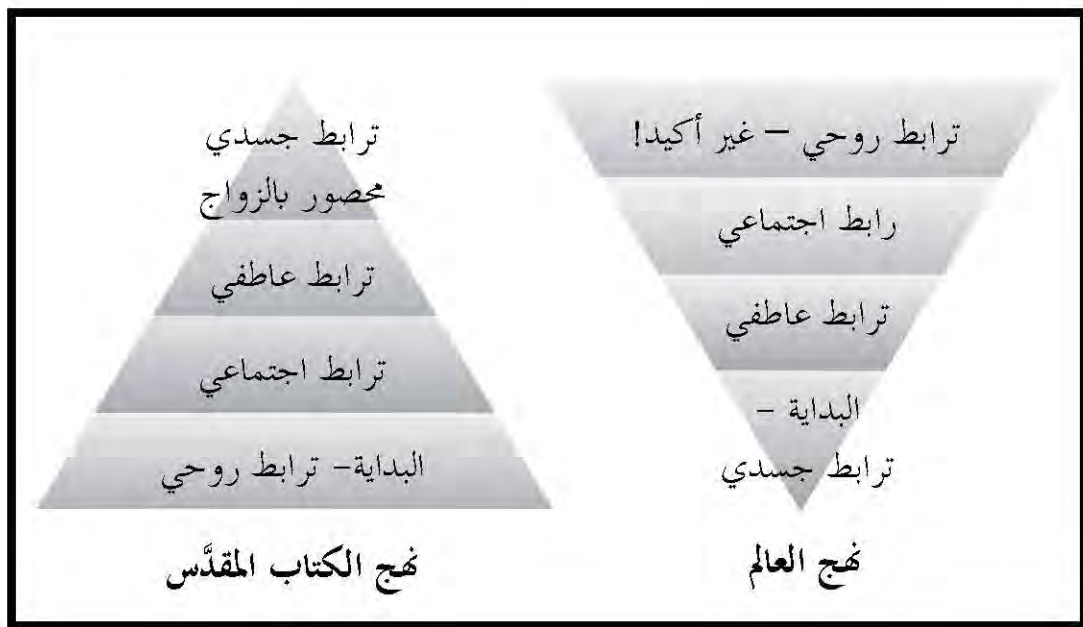 ترابط روحي – غير أكيد!
رابط اجتماعي
ترابط عاطفي
البداية –
ترابط جسدي
نهج العالم
ترابط جسدي
محصور بالزواج
ترابط عاطفي
ترابط اجتماعي
البداية– ترابط روحي
نهج الكتاب المقدَّس